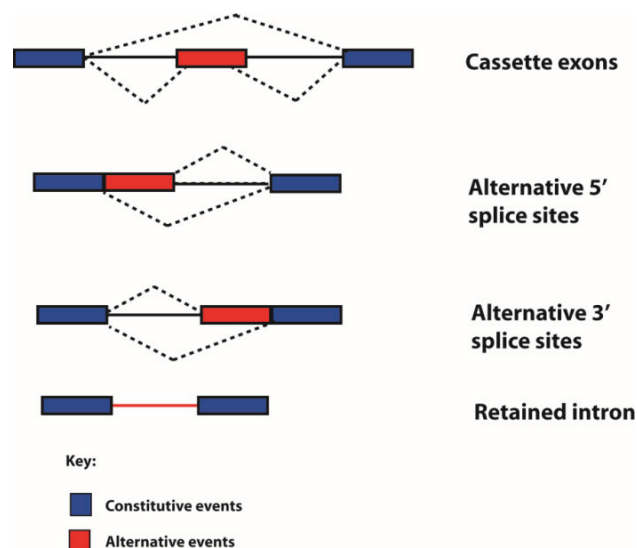 Cassette exons
Alternative 5'
splice sites
Alternative 3'
splice sites
Retained intron
Key:
Constitutive events
Alternative events